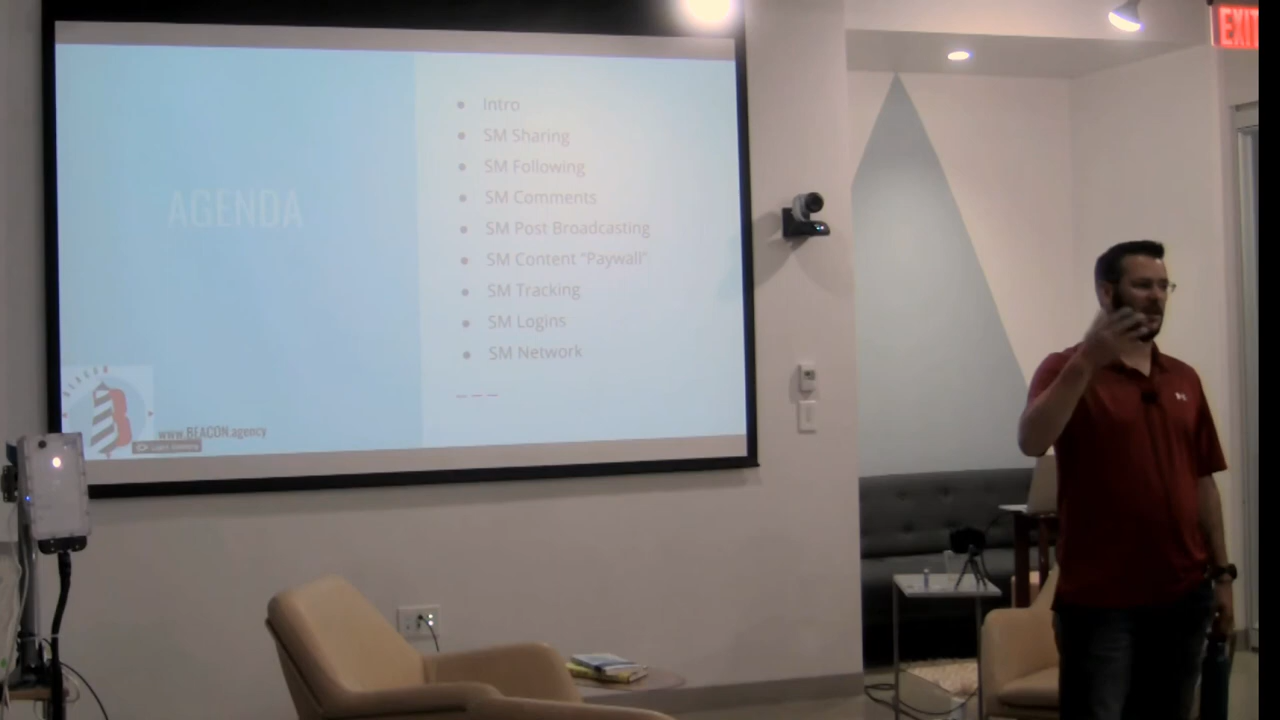 AGENDA
Intro
SM Sharing
SM Following
SM Comments
SM Post Broadcasting
SM Content "Paywall"
SM Tracking
SM Logins
SM Network
BEACON
B
www.BEACON.agency
EXIT